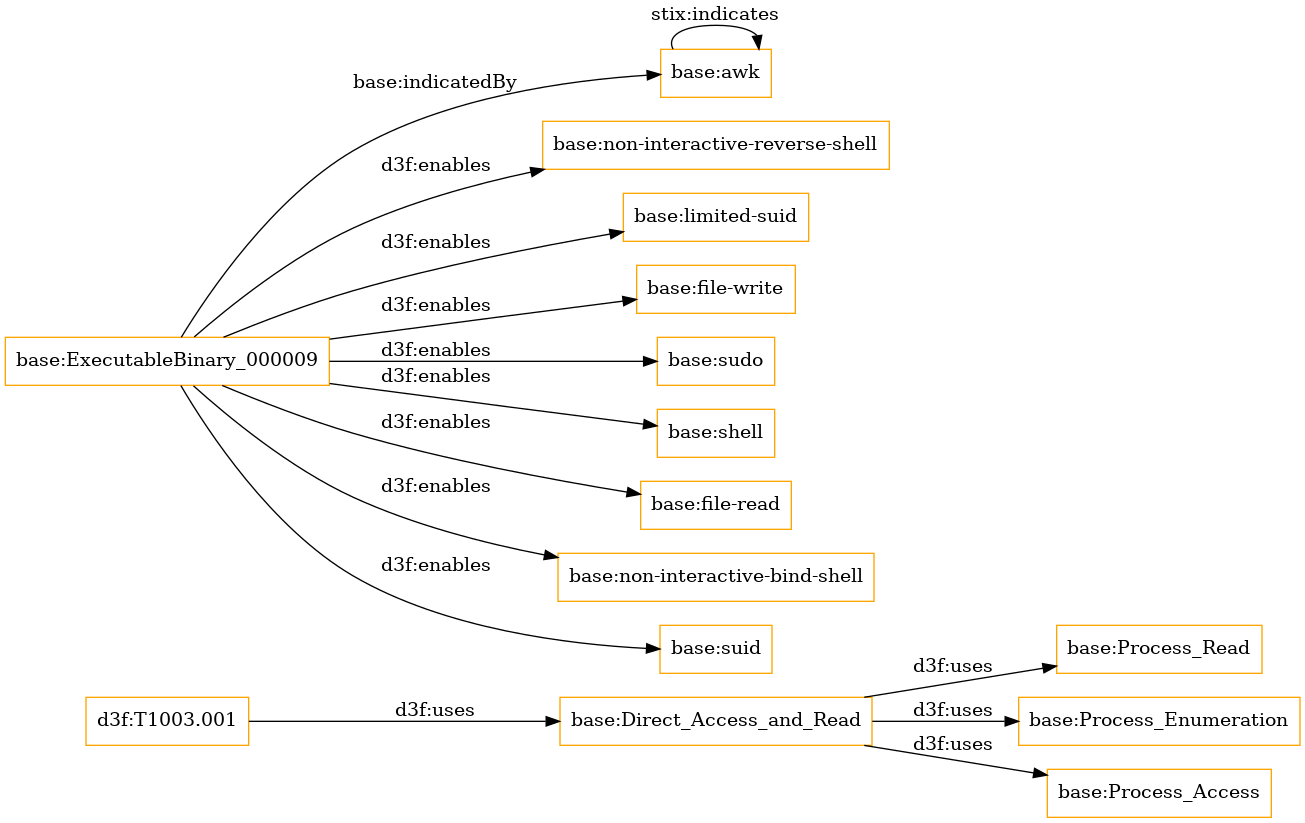 stix:indicates
base:indicatedBy
base:awk
d3f:enables
base:non-interactive-reverse-shell
d3f:enables
base:limited-suid
d3f:enables
base:file-write
base:ExecutableBinary_000009
d3f:enables
base:sudo
d3f:enables
base:shell
d3f:enables
base:file-read
d3f:enables
base:non-interactive-bind-shell
d3f:enables
base:suid
d3f:T1003.001
d3f:uses
base:Direct_Access_and_Read
d3f:uses
base:Process_Read
d3f:uses
base:Process_Enumeration
d3f:uses
base:Process_Access